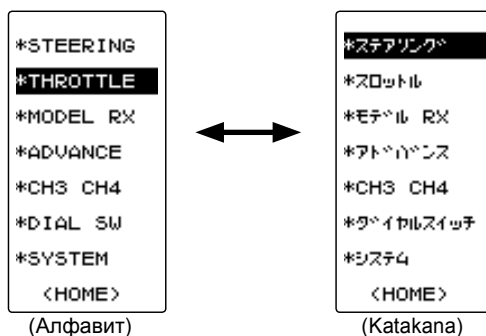 *STEERING
*THROTTLE
*MODEL RX
*ADVANCE
*CH3 CH4
*DIAL SW
*SYSTEM
<HOME>
(Алфавит)
*ステアリング
*スロットル
*モデル RX
*アドバンス
*CH3 CH4
*ダイヤルスイッチ
*システム
<HOME>
(Katakana)